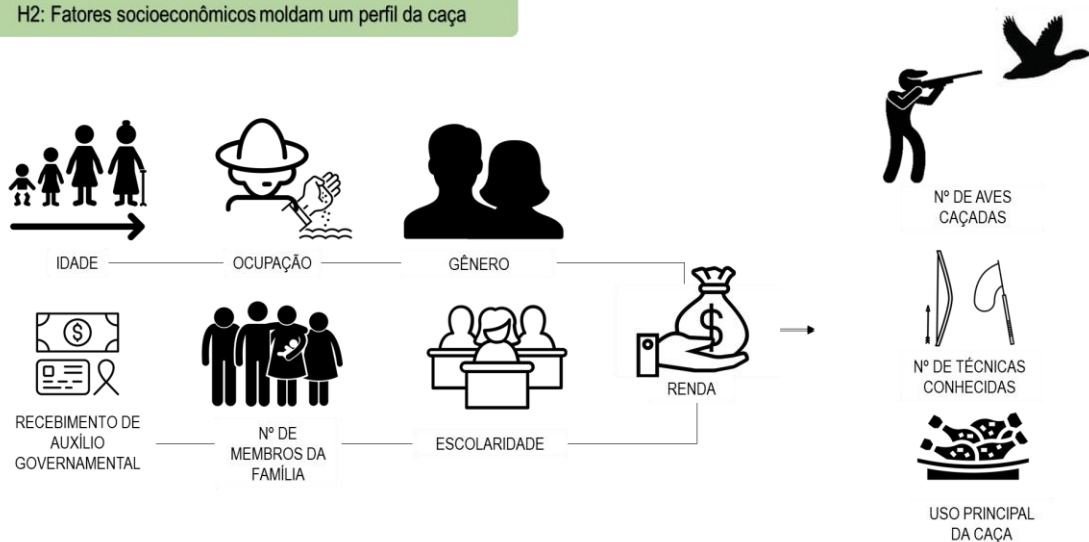 H2: Fatores socioeconômicos moldam um perfil da caça
Nº DE AVES
CAÇADAS
IDADE
OCUPAÇÃO
GÊNERO
$
$
RENDA
Nº DE TÉCNICAS
CONHECIDAS
RECEBIMENTO DE
AUXÍLIO
GOVERNAMENTAL
Nº DE
MEMBROS DA
FAMÍLIA
ESCOLARIDADE
USO PRINCIPAL
DA CAÇA